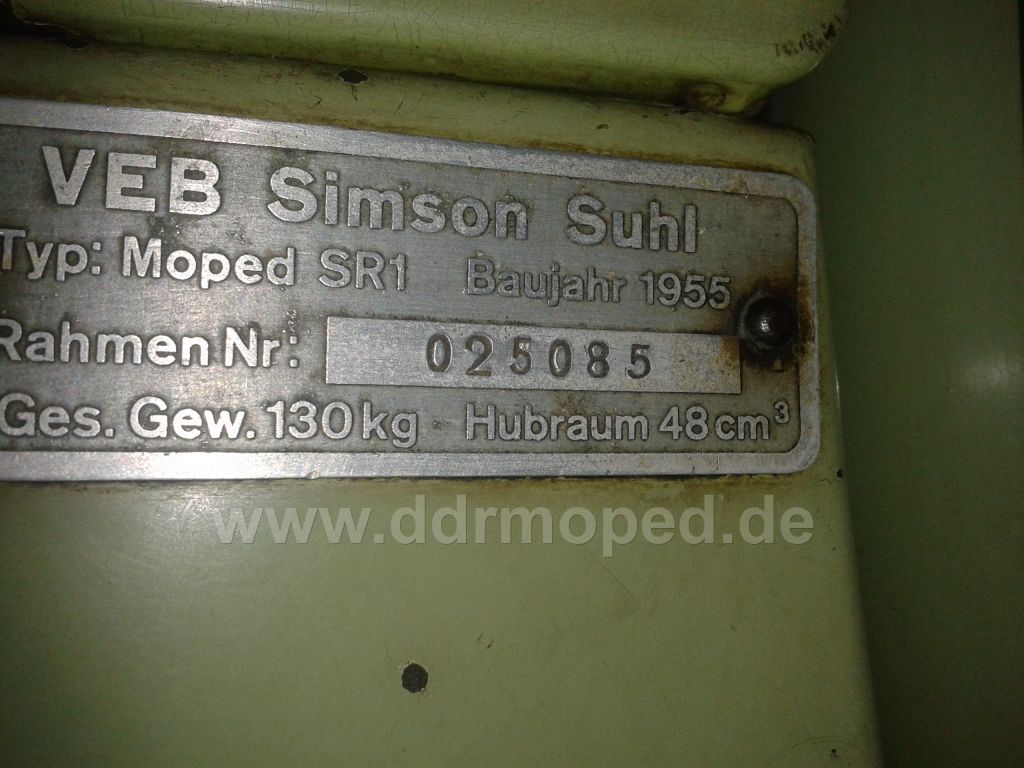 VEB Simson Suhl
Typ: Moped SR1 Baujahr 1955
Rahmen Nr: 025085
Ges. Gew. 130 kg Hubraum 48 cm³
www.ddrmoped.de